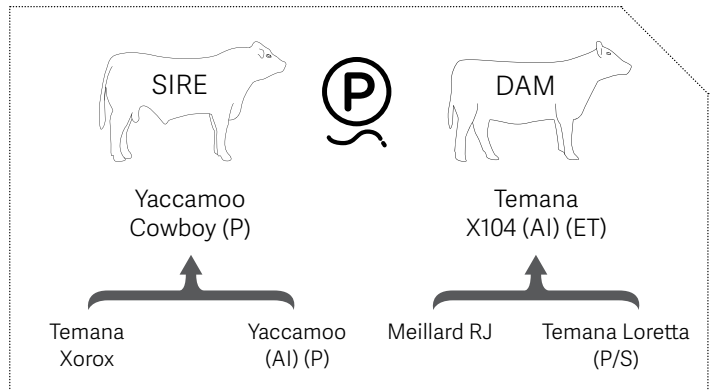 SIRE
P
DAM
Yaccamoo
Cowboy (P)
Temana
X104 (AI) (ET)
Temana
Xorox
Yaccamoo
(AI) (P)
Meillard RJ
Temana Loretta
(P/S)